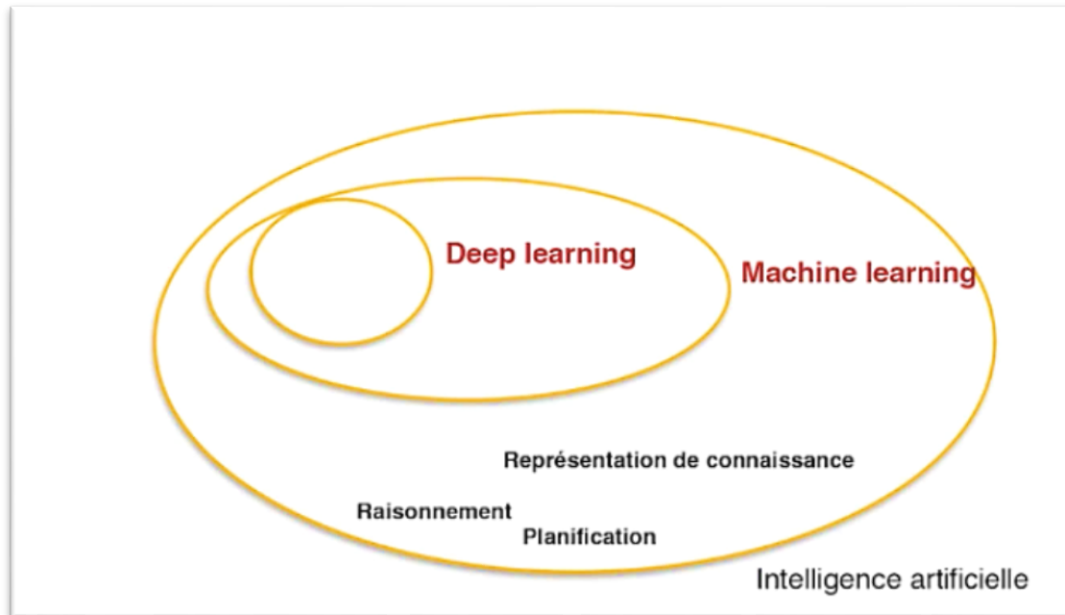 Deep learning
Machine learning
Représentation de connaissance
Raisonnement
Planification
Intelligence artificielle